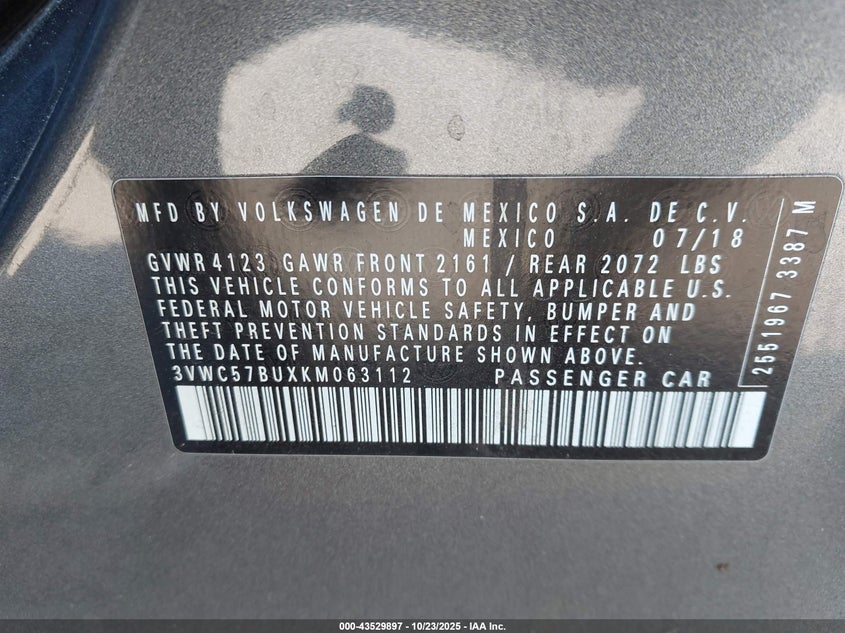 MFD BY VOLKSWAGEN DE MEXICO S.A. DE C.V.
MEXICO 07/18
GVWR 4123 GAWR FRONT 2161 / REAR 2072 LBS
THIS VEHICLE CONFORMS TO ALL APPLICABLE U.S.
FEDERAL MOTOR VEHICLE SAFETY, BUMPER AND
THEFT PREVENTION STANDARDS IN EFFECT ON
THE DATE OF MANUFACTURE SHOWN ABOVE.
3VWC57BUXKM063112 PASSENGER CAR
2551967 3387 M
000-43529897 - 10/23/2025 - IAA Inc.